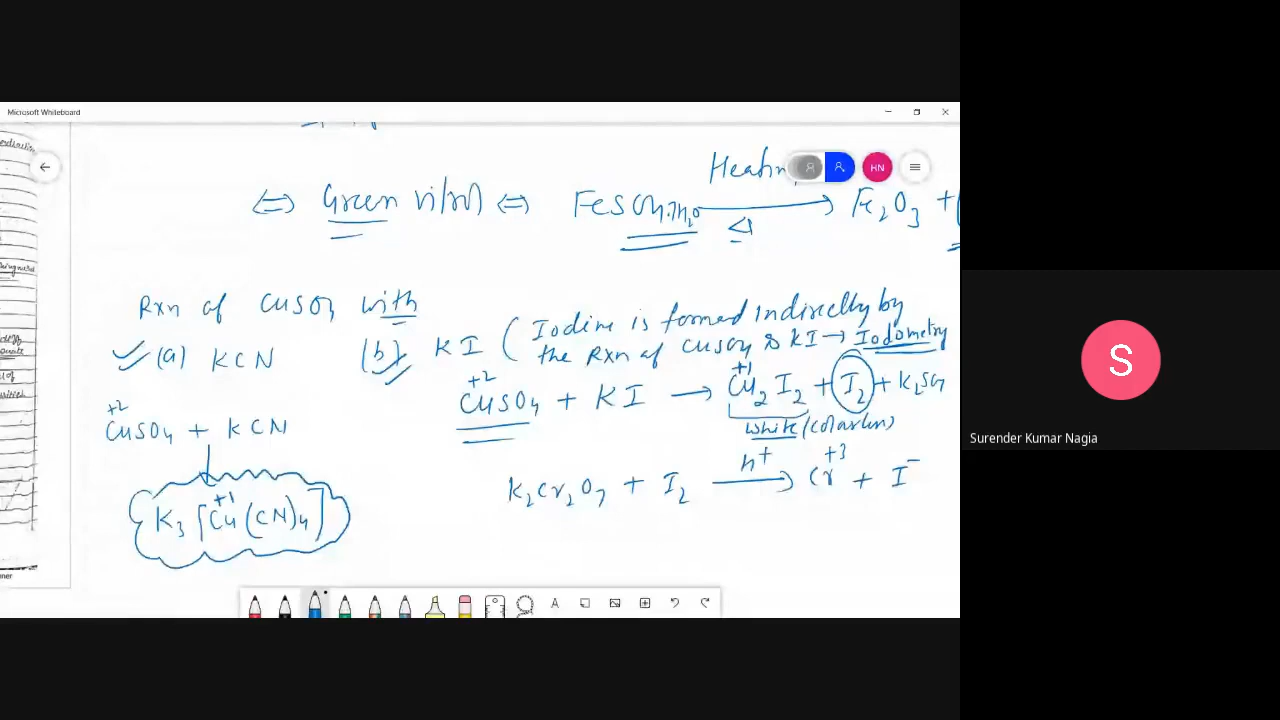 Microsoft Whiteboard
HN
Heating
⇔ Green vitriol ⇔ FeSO4.7H2O → Fe2O3 +
Δ
Rxn of CuSO4 with
(a) KCN (b) KI ( Iodine is formed indirectly by
the Rxn of CuSO4 & KI → Iodometry
+2 +1
CuSO4 + KI → Cu2I2 + I2 + K2SO4
white/(colorless)
+2
CuSO4 + KCN
H+ +3
K2Cr2O7 + I2 → Cr + I-
+1
K3[Cu(CN)4]
A
S
Surender Kumar Nagia